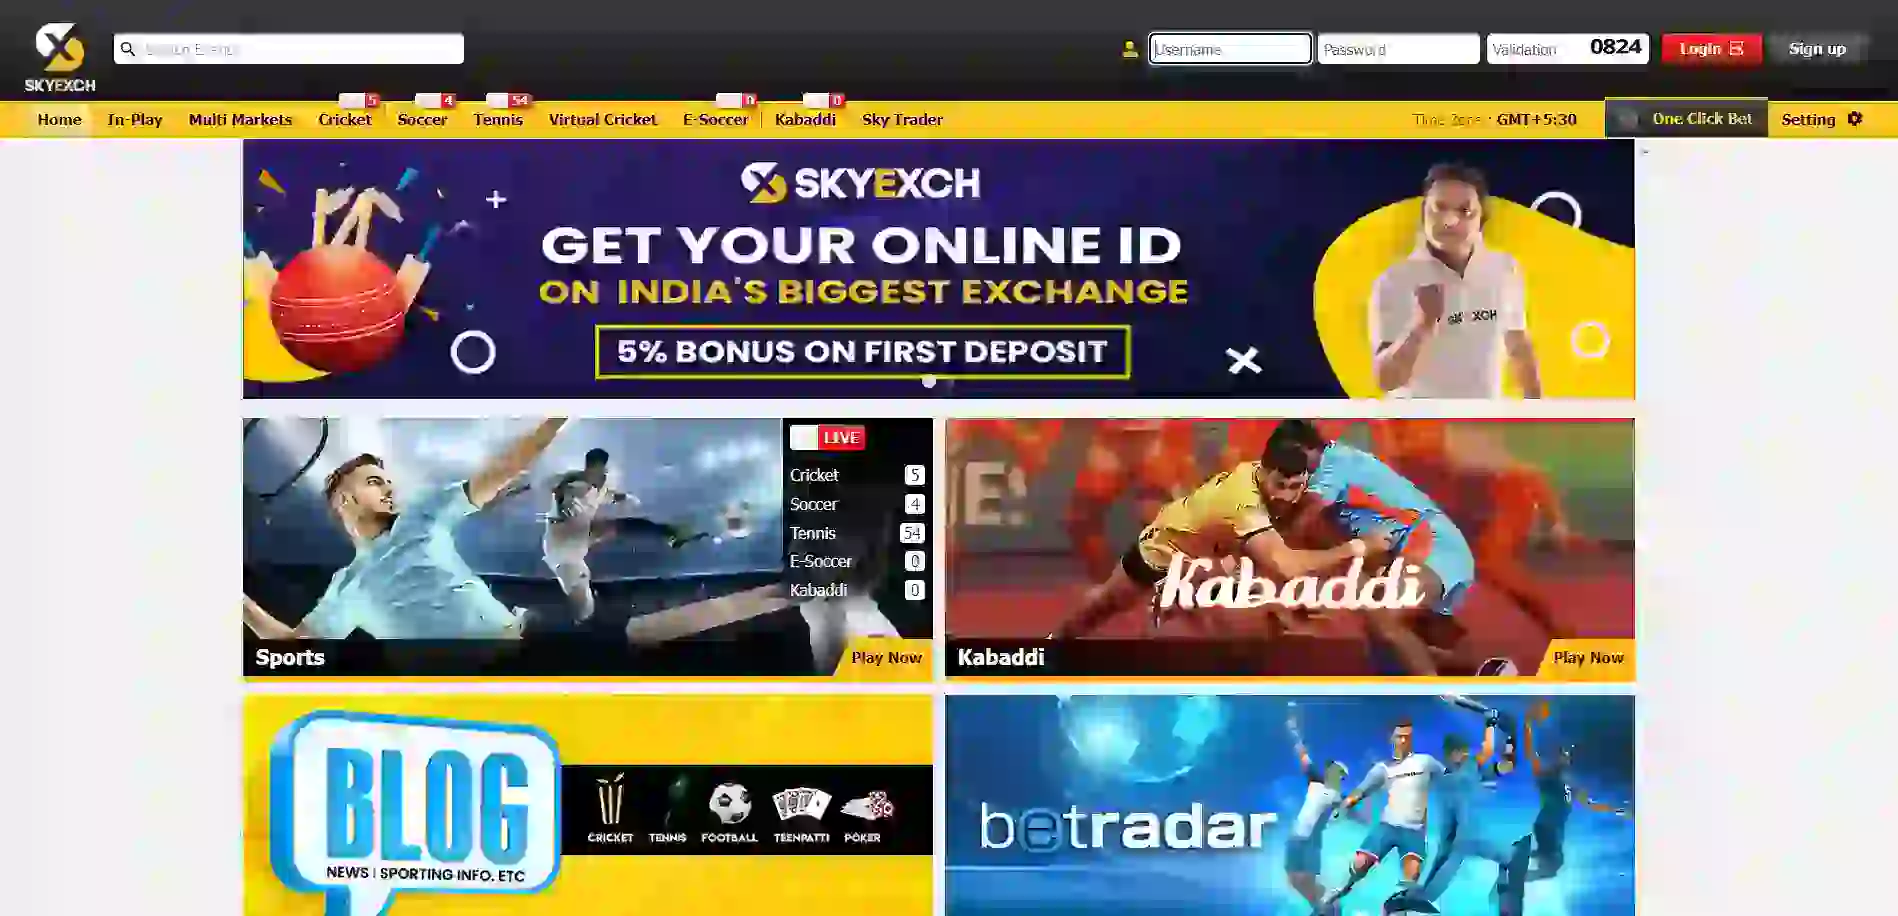 SKYEXCH
Username
Password
Validation 0824
Login
Sign up
5
4
54
0
0
Home
In-Play
Multi Markets
Cricket
Soccer
Tennis
Virtual Cricket
E-Soccer
Kabaddi
Sky Trader
Time Zone : GMT+5:30
One Click Bet
Setting
SKYEXCH
GET YOUR ONLINE ID
ON INDIA'S BIGGEST EXCHANGE
5% BONUS ON FIRST DEPOSIT
LIVE
Cricket 5
Soccer 4
Tennis 54
E-Soccer 0
Kabaddi 0
Sports
Play Now
Kabaddi
Kabaddi
Play Now
BLOG
NEWS | SPORTING INFO. ETC
CRICKET TENNIS FOOTBALL TEENPATTI POKER
betradar